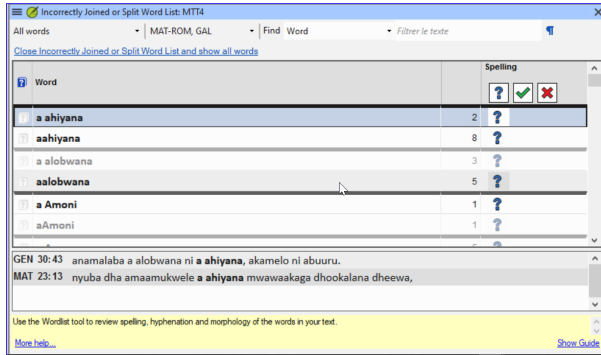 Incorrectly Joined or Split Word List: MTT4
All words MAT-ROM, GAL Find Word Filtrer le texte ¶
Close Incorrectly Joined or Split Word List and show all words
Word Spelling
a ahiyana 2
aahiyana 8
a alobwana 3
aalobwana 5
a Amoni 1
aAmoni 1
GEN 30:43 anamalaba a alobwana ni a ahiyana, akamelo ni abuuru.
MAT 23:13 nyuba dha amaamukwele a ahiyana mwawaakaga dhookalana dheewa,
Use the Wordlist tool to review spelling, hyphenation and morphology of the words in your text.
More help... Show Guide